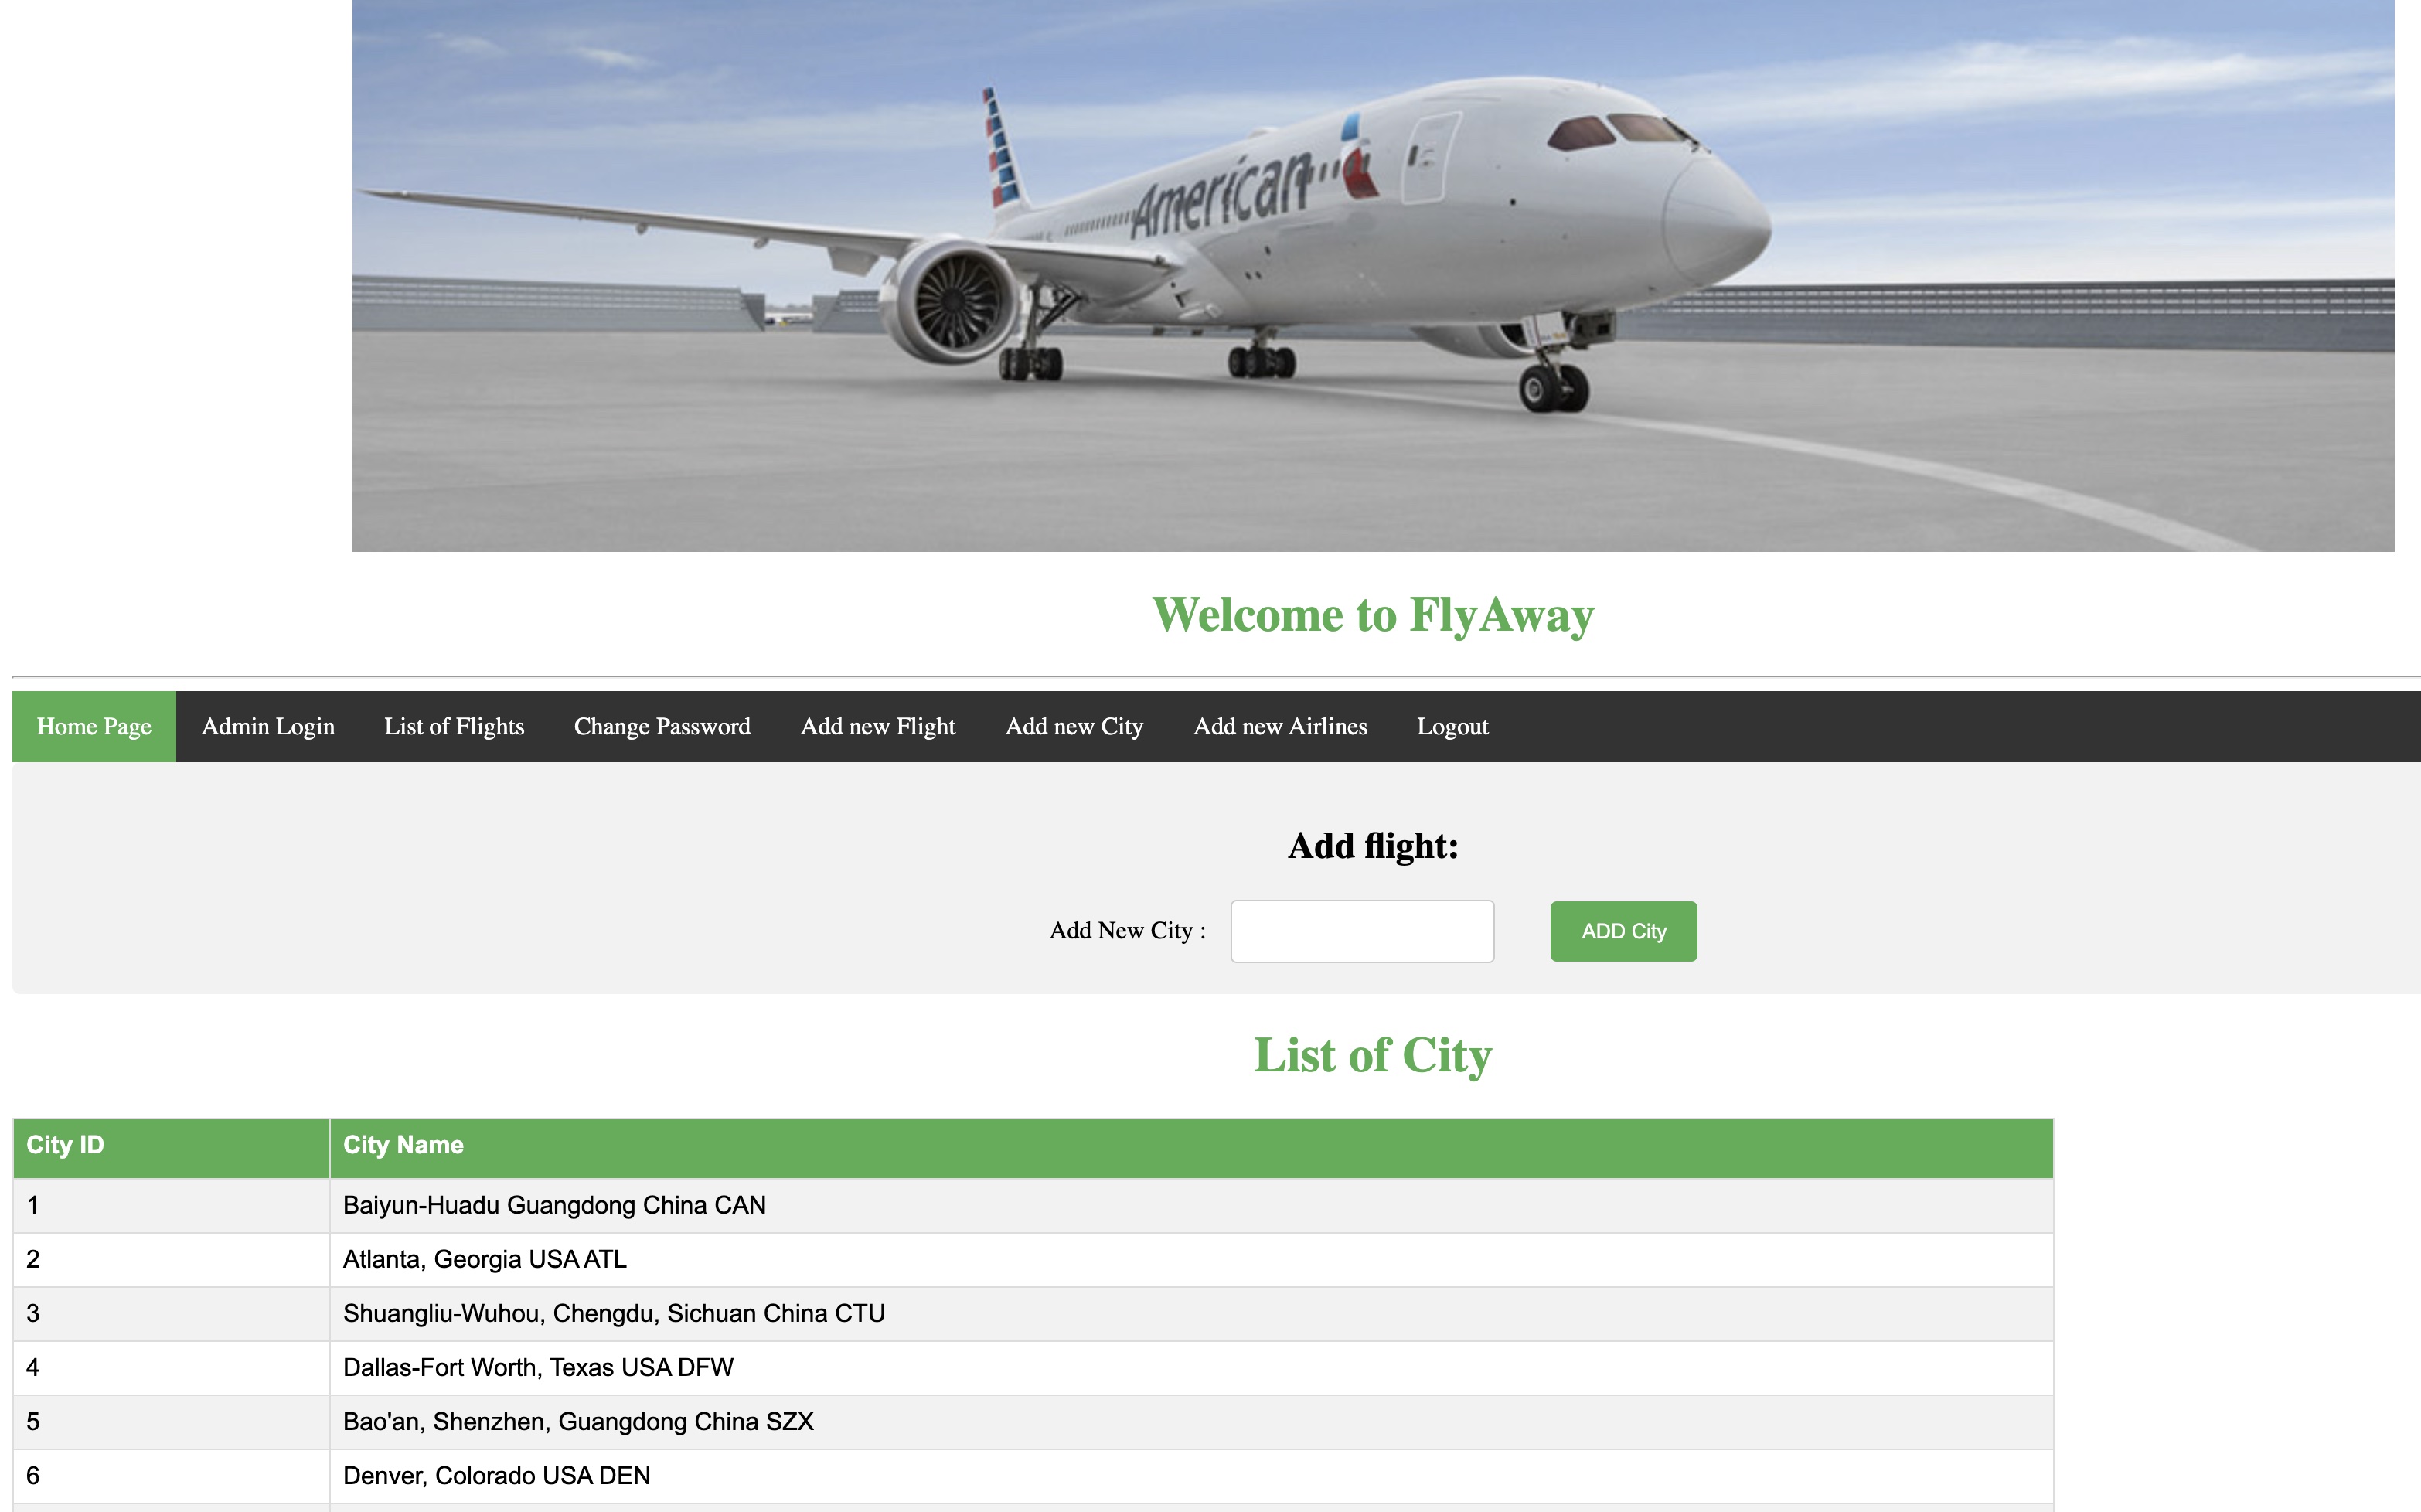 American
Welcome to FlyAway
Home Page Admin Login List of Flights Change Password Add new Flight Add new City Add new Airlines Logout
Add flight:
Add New City : ADD City
List of City
City ID City Name
1 Baiyun-Huadu Guangdong China CAN
2 Atlanta, Georgia USA ATL
3 Shuangliu-Wuhou, Chengdu, Sichuan China CTU
4 Dallas-Fort Worth, Texas USA DFW
5 Bao'an, Shenzhen, Guangdong China SZX
6 Denver, Colorado USA DEN